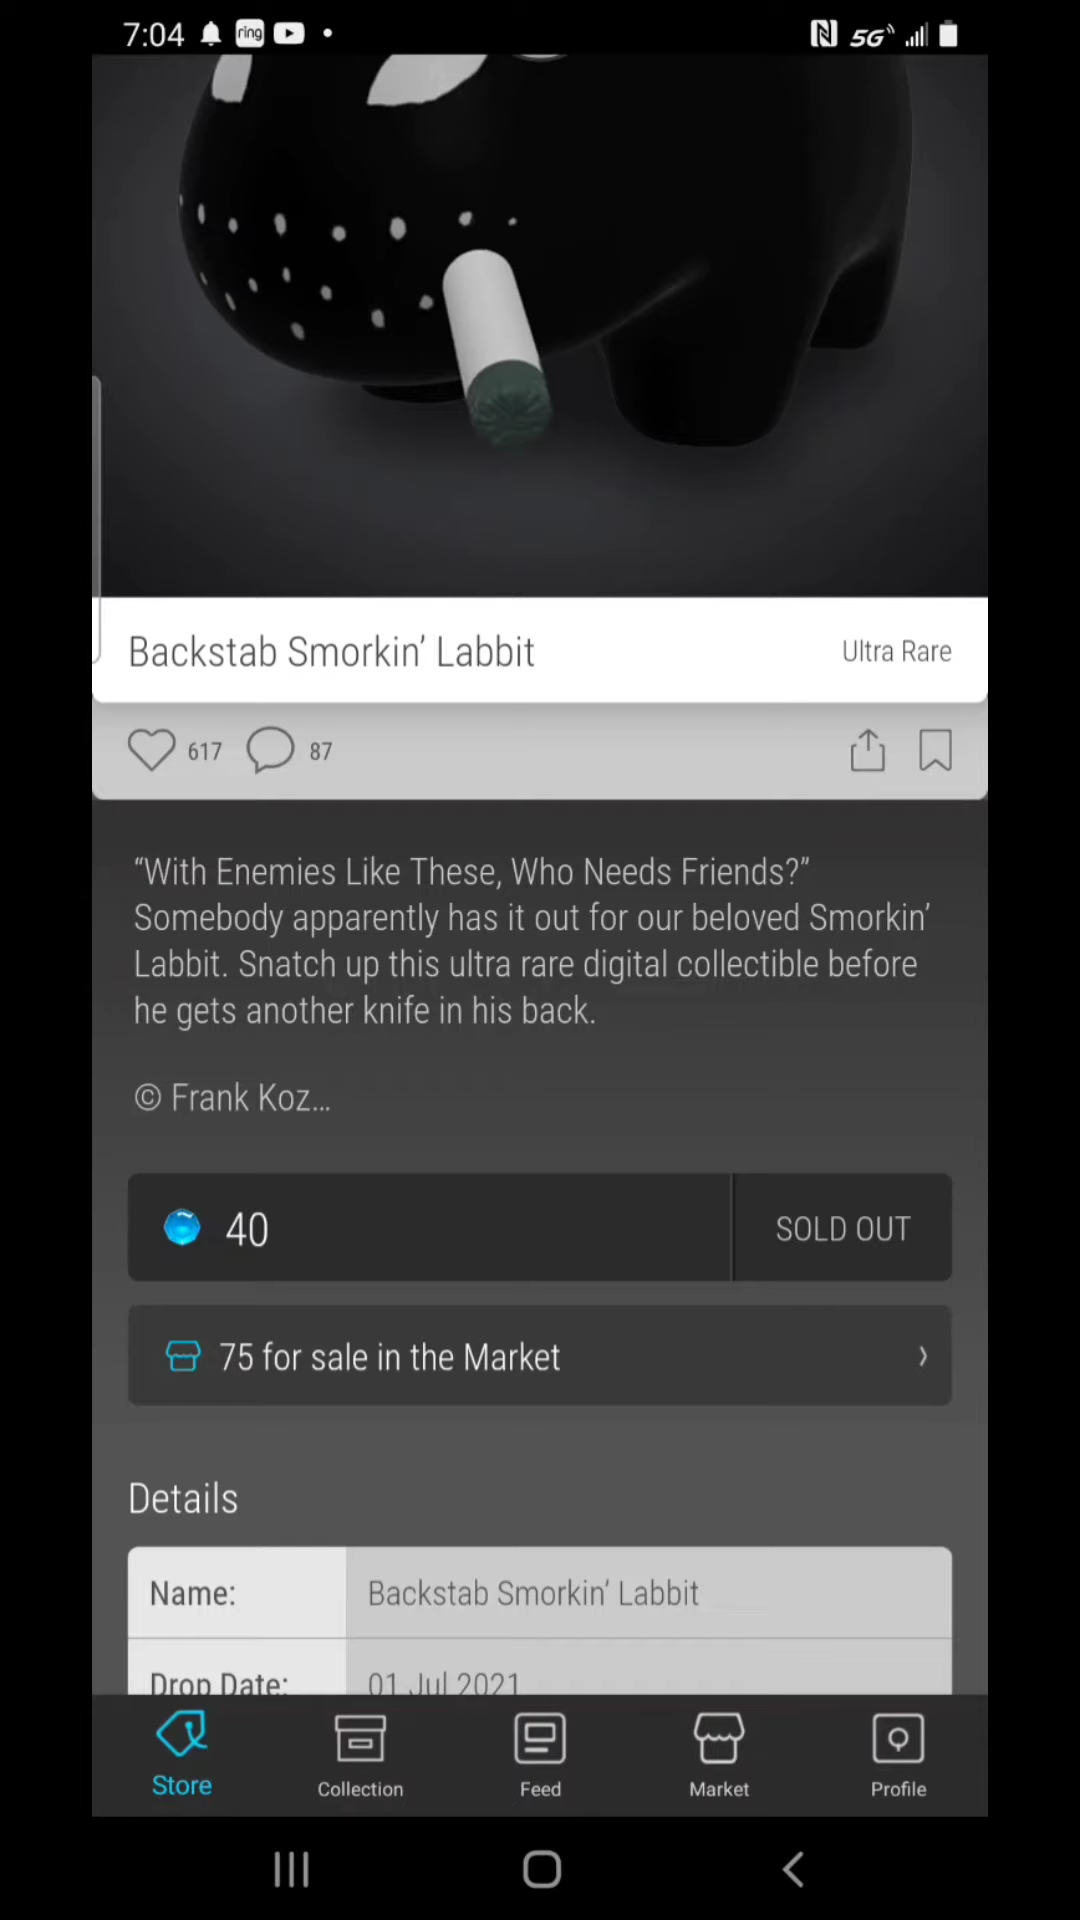 7:04 ring 5G
Backstab Smorkin’ Labbit Ultra Rare
617 87
“With Enemies Like These, Who Needs Friends?”
Somebody apparently has it out for our beloved Smorkin’
Labbit. Snatch up this ultra rare digital collectible before
he gets another knife in his back.
© Frank Koz...
40 SOLD OUT
75 for sale in the Market
Details
Name: Backstab Smorkin’ Labbit
Drop Date: 01 Jul 2021
Store Collection Feed Market Profile